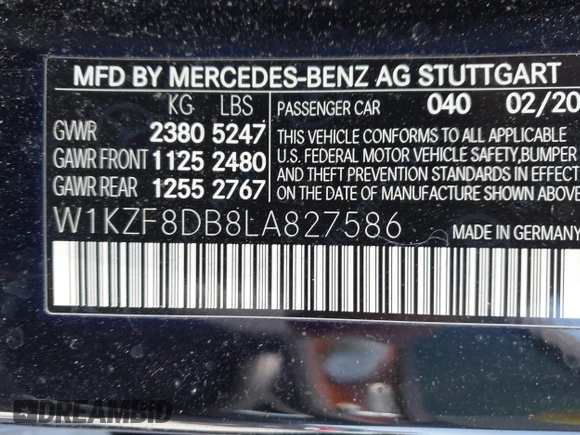 MFD BY MERCEDES-BENZ AG STUTTGART
KG LBS PASSENGER CAR 040 02/20
GWVR 2380 5247 THIS VEHICLE CONFORMS TO ALL APPLICABLE
GAWR FRONT 1125 2480 U.S. FEDERAL MOTOR VEHICLE SAFETY, BUMPER
GAWR REAR 1255 2767 AND THEFT PREVENTION STANDARDS IN EFFECT
ON THE DATE OF MANUFACTURE SHOWN ABOVE
W1KZF8DB8LA827586 MADE IN GERMANY
DREAMBID